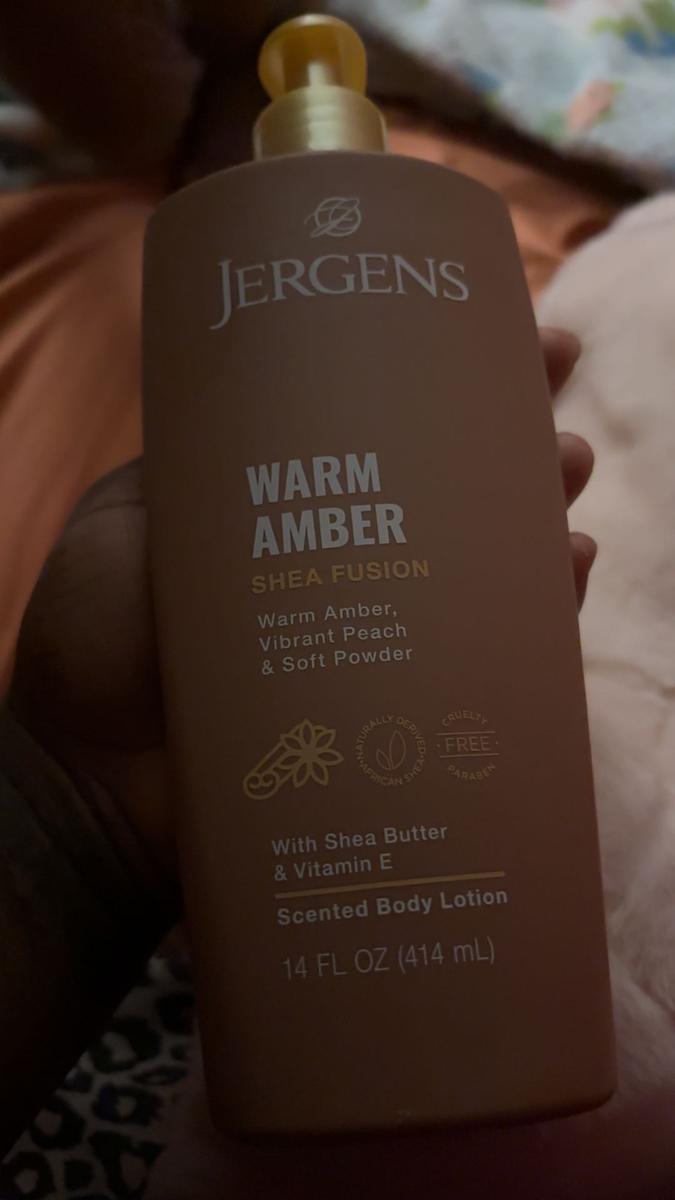 JERGENS
WARM
AMBER
SHEA FUSION
Warm Amber,
Vibrant Peach
& Soft Powder
NATURALLY DERIVED
AFRICAN SHEA
CRUELTY
FREE
PARABEN
With Shea Butter
& Vitamin E
Scented Body Lotion
14 FL OZ (414 mL)